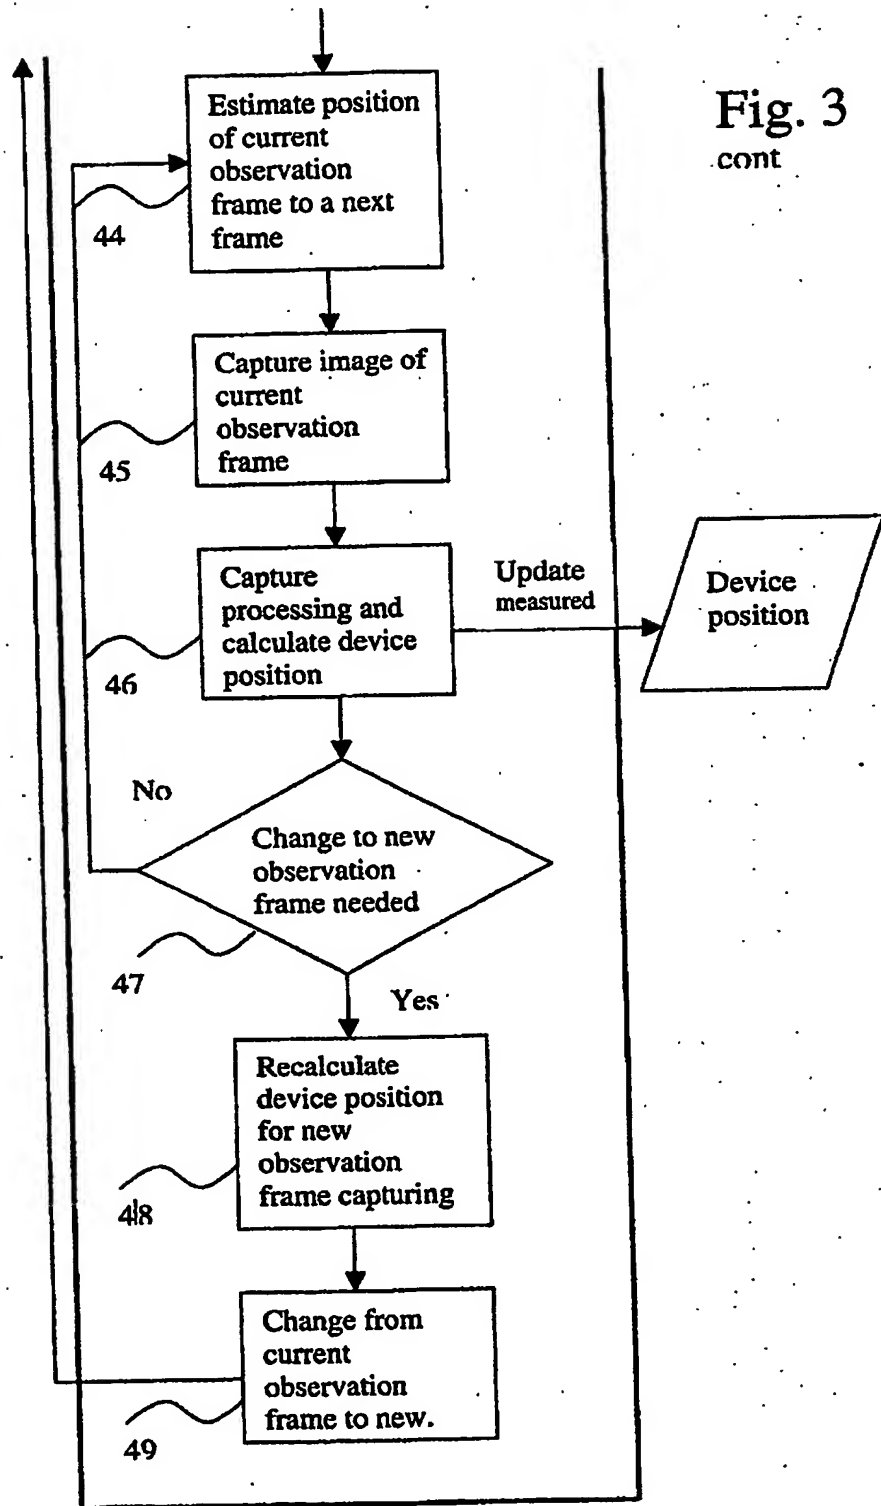 Fig. 3
cont
Estimate position
of current
observation
frame to a next
frame
44
Capture image of
current
observation
frame
45
Capture
processing and
calculate device
position
46
Update
measured
Device
position
No
Change to new
observation
frame needed
47
Yes
Recalculate
device position
for new
observation
frame capturing
48
Change from
current
observation
frame to new.
49